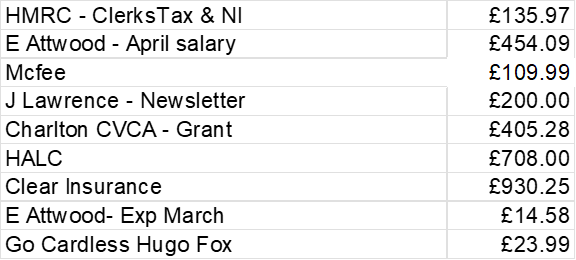 HMRC - ClerksTax & NI £135.97
E Attwood - April salary £454.09
Mcfee £109.99
J Lawrence - Newsletter £200.00
Charlton CVCA - Grant £405.28
HALC £708.00
Clear Insurance £930.25
E Attwood- Exp March £14.58
Go Cardless Hugo Fox £23.99